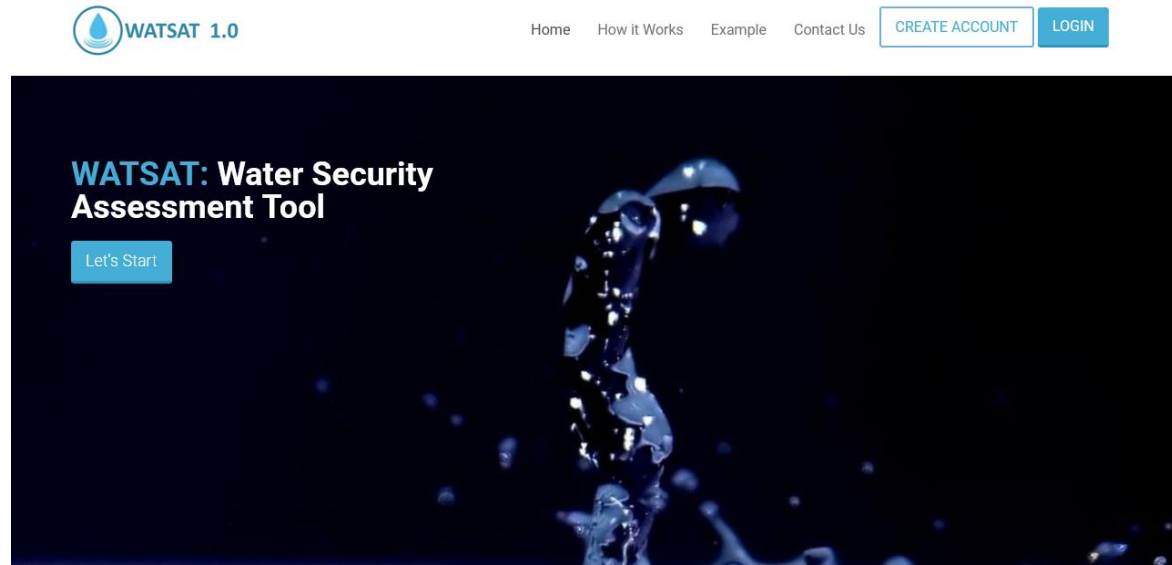 WATSAT 1.0
Home How it Works Example Contact Us CREATE ACCOUNT LOGIN
WATSAT: Water Security
Assessment Tool
Let's Start